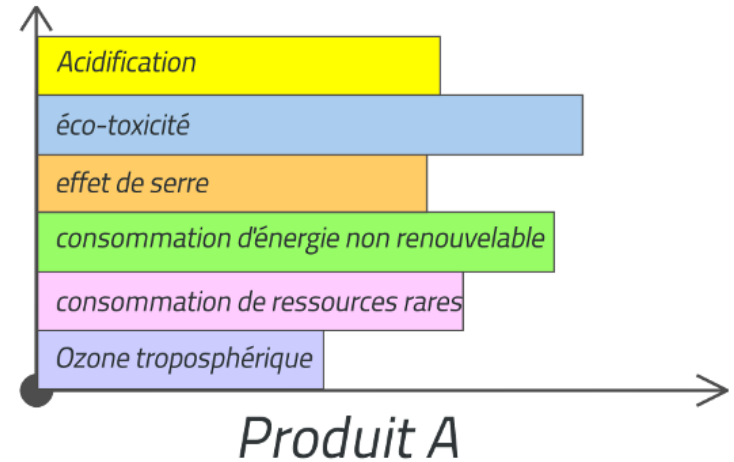 Acidification
éco-toxicité
effet de serre
consommation d'énergie non renouvelable
consommation de ressources rares
Ozone troposphérique
Produit A